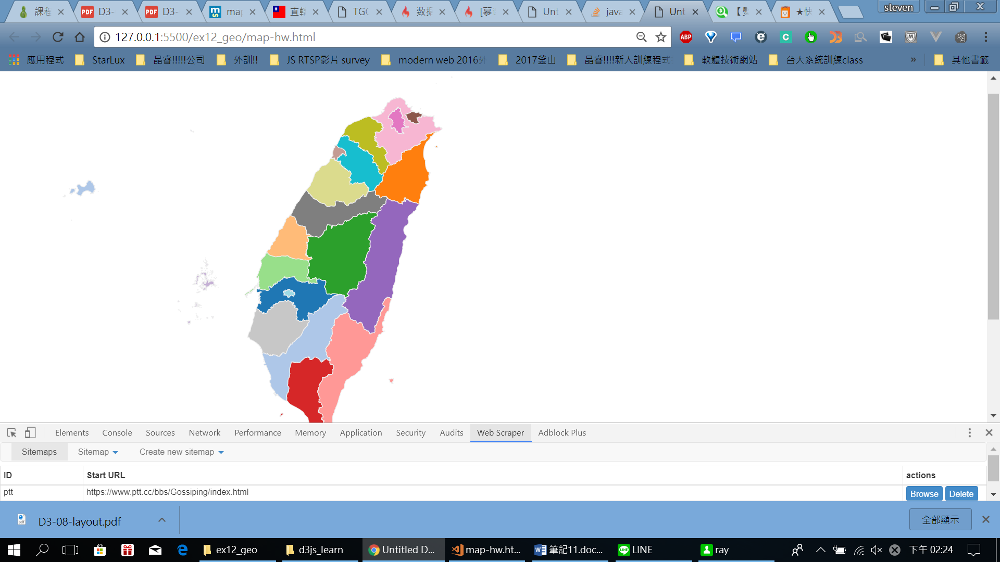 課程 D3- D3- map 直轄 TGO 数据 [慕课 Unt java Unt ★快 steven
127.0.0.1:5500/ex12_geo/map-hw.html ABP
應用程式 StarLux 晶睿!!!!!公司 外訓!! JS RTSP影片 survey modern web 2016外 2017釜山 晶睿!!!!新人訓練程式 軟體技術網站 台大系統訓練class » 其他書籤
Elements Console Sources Network Performance Memory Application Security Audits Web Scraper Adblock Plus
Sitemaps Sitemap Create new sitemap
ID Start URL actions
ptt https://www.ptt.cc/bbs/Gossiping/index.html Browse Delete
D3-08-layout.pdf 全部顯示
ex12_geo d3js_learn Untitled D... map-hw.ht... 筆記11.doc... LINE ray 下午 02:24